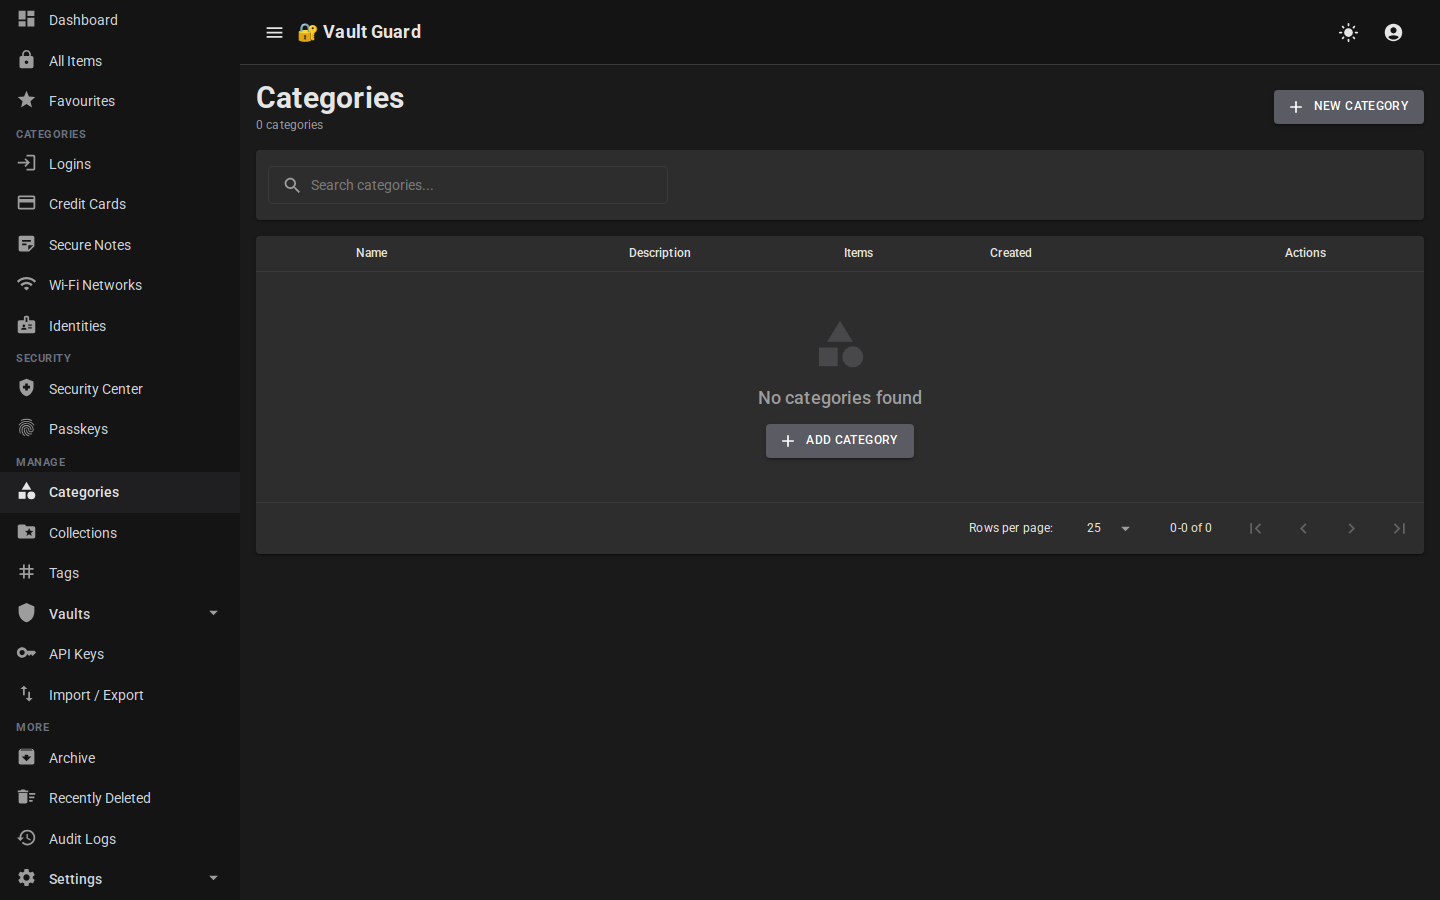 Dashboard
All Items
Favourites
CATEGORIES
Logins
Credit Cards
Secure Notes
Wi-Fi Networks
Identities
SECURITY
Security Center
Passkeys
MANAGE
Categories
Collections
Tags
Vaults
API Keys
Import / Export
MORE
Archive
Recently Deleted
Audit Logs
Settings
Vault Guard
Categories
0 categories
NEW CATEGORY
Search categories...
Name Description Items Created Actions
No categories found
ADD CATEGORY
Rows per page: 25 0-0 of 0